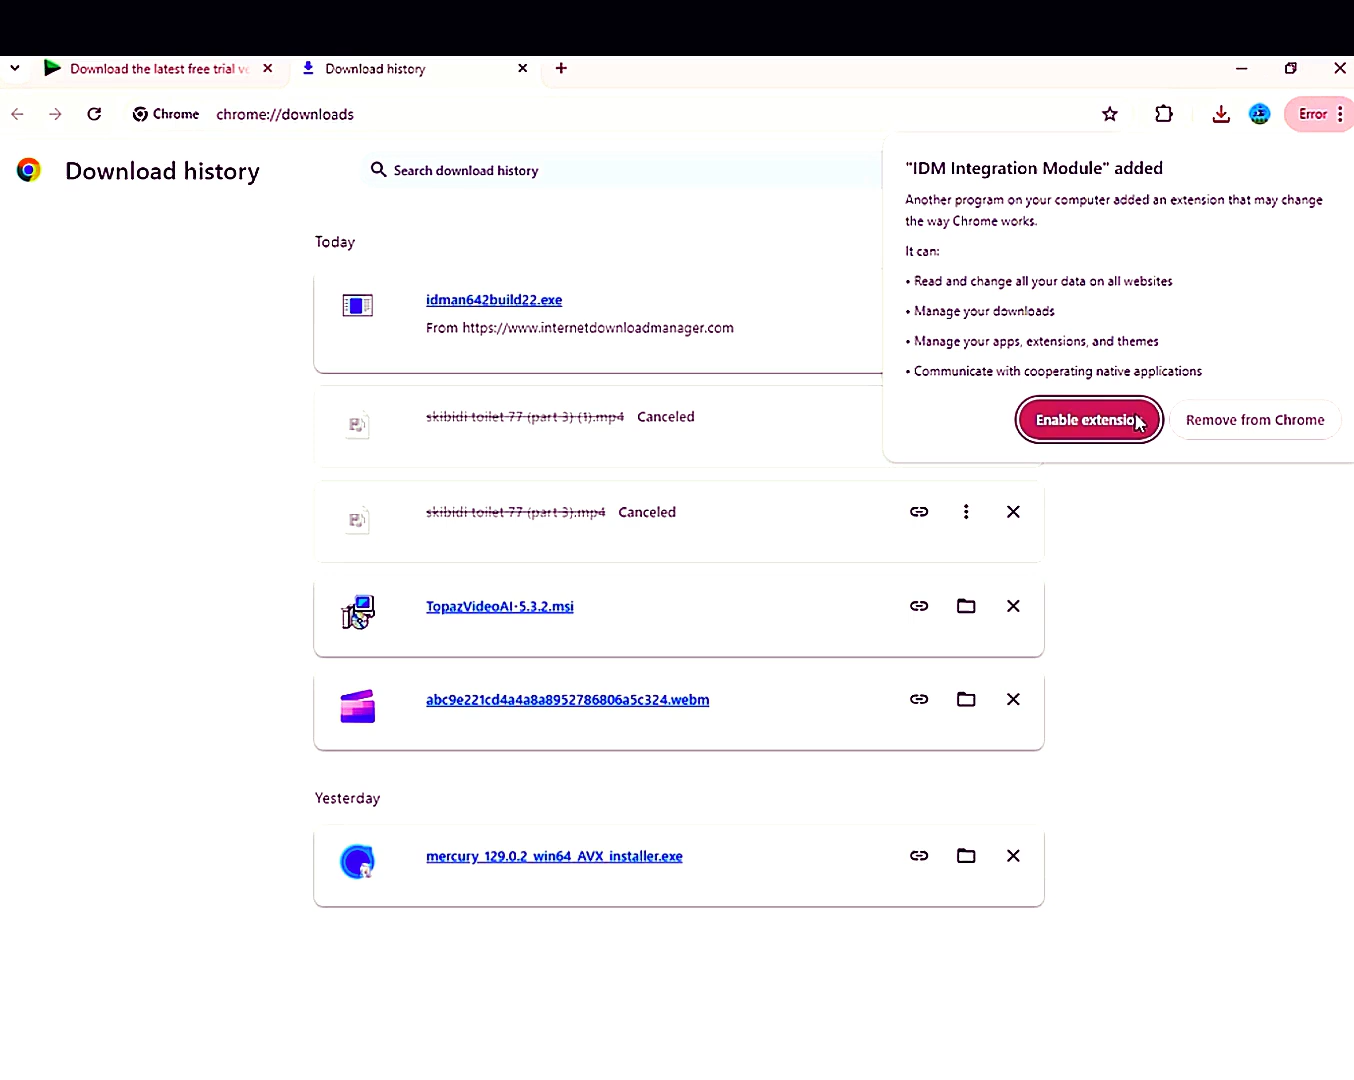 Download the latest free trial ve
Download history
Chrome
chrome://downloads
Error
Download history
Search download history
"IDM Integration Module" added
Another program on your computer added an extension that may change
the way Chrome works.
It can:
• Read and change all your data on all websites
• Manage your downloads
• Manage your apps, extensions, and themes
• Communicate with cooperating native applications
Enable extensio
Remove from Chrome
Today
idman642build22.exe
From https://www.internetdownloadmanager.com
skibidi toilet 77 (part 3) (1).mp4 Canceled
skibidi toilet 77 (part 3).mp4 Canceled
TopazVideoAI-5.3.2.msi
abc9e221cd4a4a8a8952786806a5c324.webm
Yesterday
mercury_129.0.2_win64_AVX_installer.exe